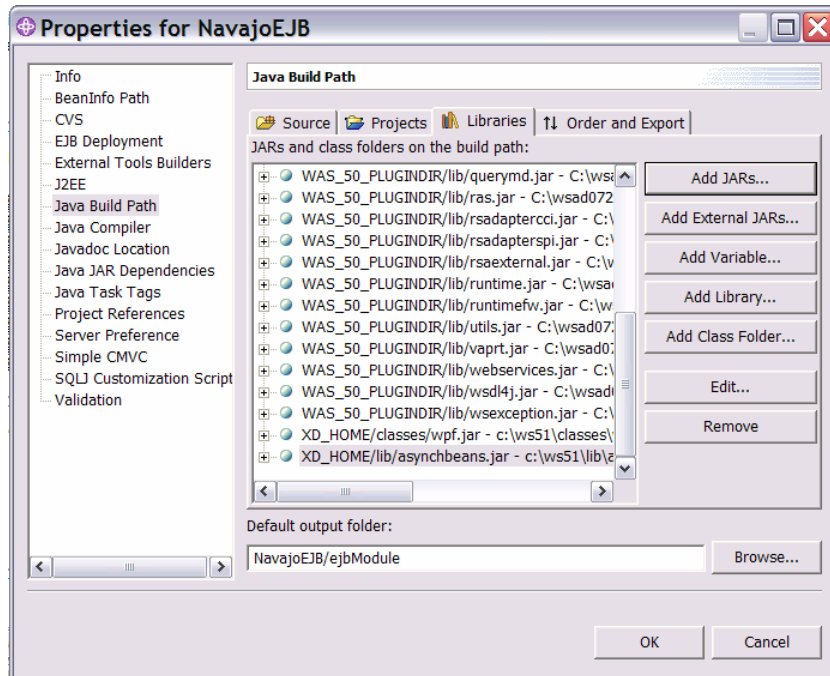 Properties for NavajoEJB
Info
BeanInfo Path
CVS
EJB Deployment
External Tools Builders
J2EE
Java Build Path
Java Compiler
Javadoc Location
Java JAR Dependencies
Java Task Tags
Project References
Server Preference
Simple CMVC
SQLJ Customization Script
Validation
Java Build Path
Source Projects Libraries Order and Export
JARs and class folders on the build path:
WAS_50_PLUGINDIR/lib/querymd.jar - C:\wsa
WAS_50_PLUGINDIR/lib/ras.jar - C:\wsad072
WAS_50_PLUGINDIR/lib/rsadaptercci.jar - C:\
WAS_50_PLUGINDIR/lib/rsadapterspi.jar - C:\
WAS_50_PLUGINDIR/lib/rsaexternal.jar - C:\w
WAS_50_PLUGINDIR/lib/runtime.jar - C:\wsad
WAS_50_PLUGINDIR/lib/runtimefw.jar - C:\w
WAS_50_PLUGINDIR/lib/utils.jar - C:\wsad07
WAS_50_PLUGINDIR/lib/vaprt.jar - C:\wsad07
WAS_50_PLUGINDIR/lib/webservices.jar - C:\
WAS_50_PLUGINDIR/lib/wsdl4j.jar - C:\wsad
WAS_50_PLUGINDIR/lib/wsexception.jar - C:\
XD_HOME/classes/wpf.jar - c:\ws51\classes\
XD_HOME/lib/asynchbeans.jar - c:\ws51\lib\a
Add JARs...
Add External JARs...
Add Variable...
Add Library...
Add Class Folder...
Edit...
Remove
Default output folder:
NavajoEJB/ejbModule
Browse...
OK Cancel